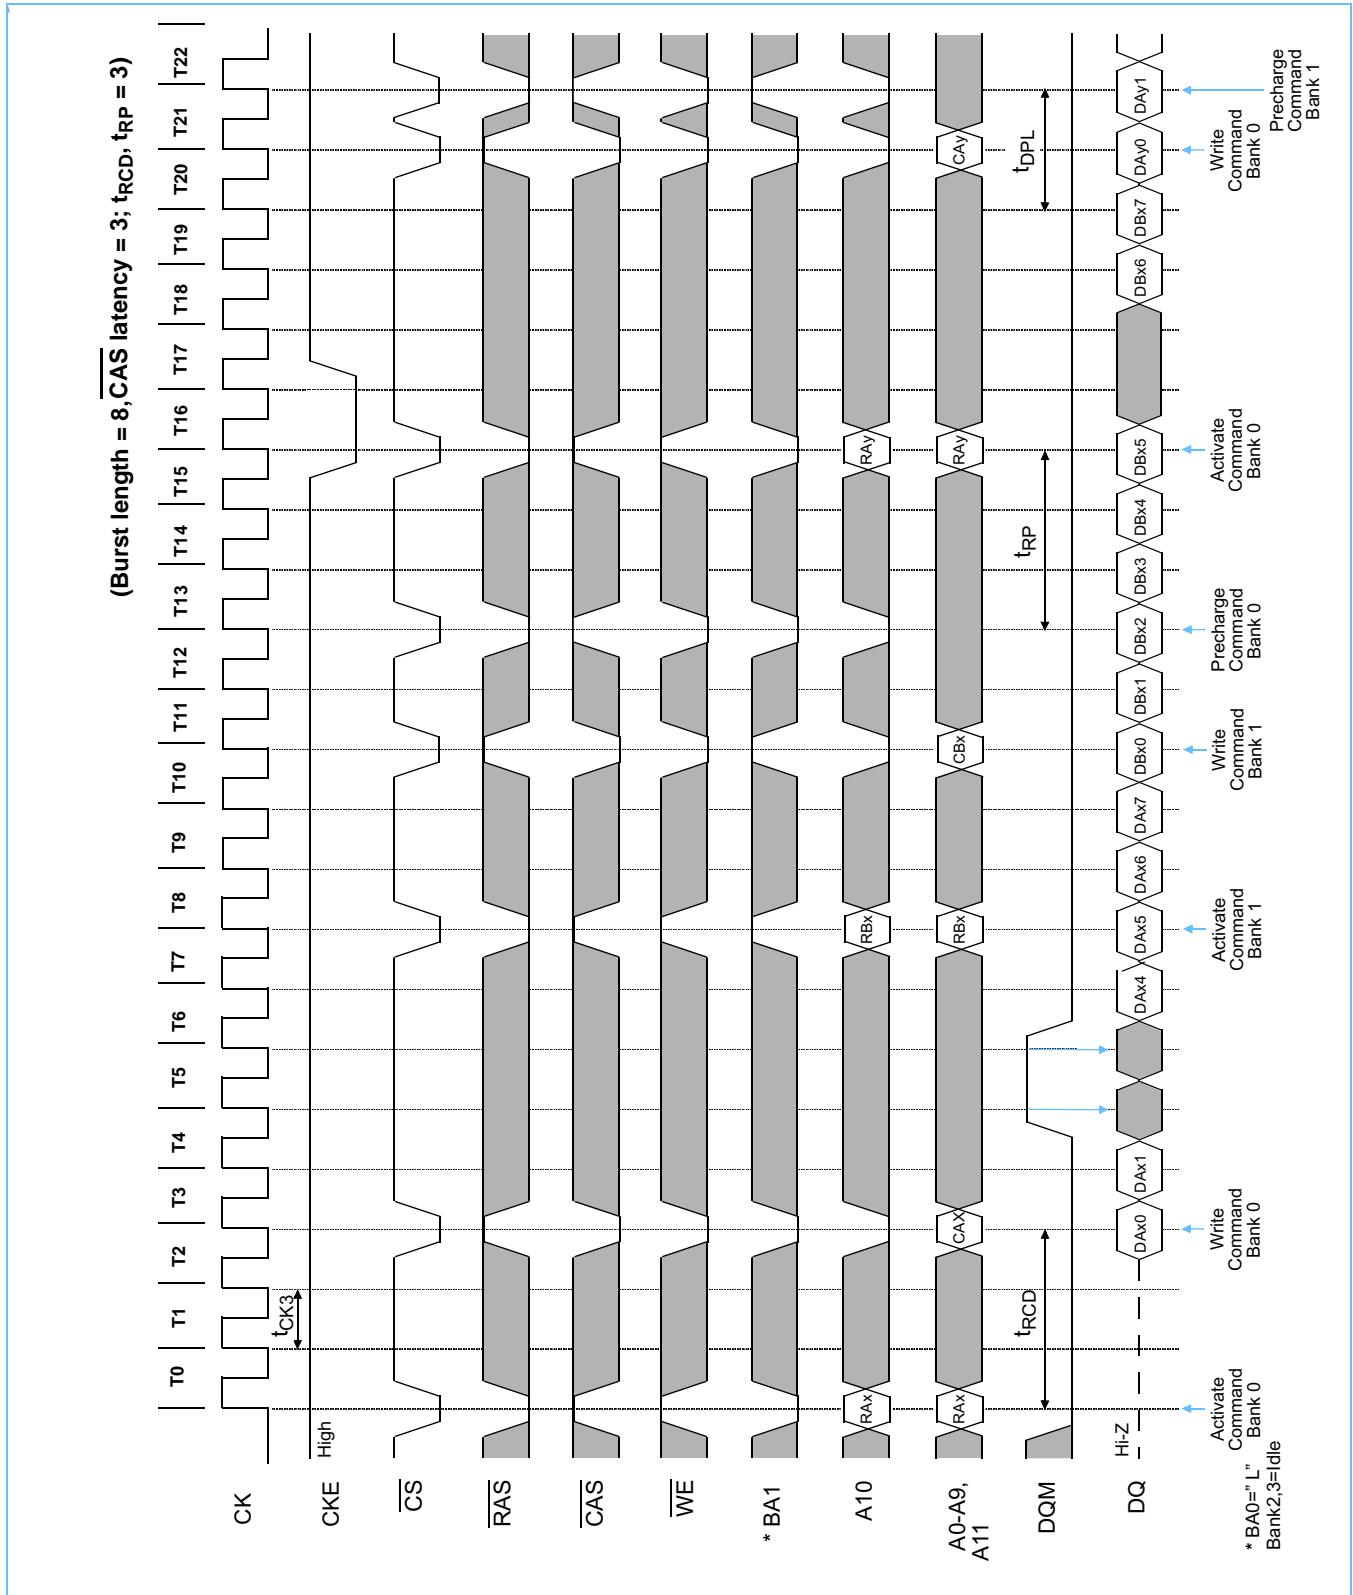 (Burst length = 8, CAS latency = 3; tRCD, tRP = 3)
T0 T1 T2 T3 T4 T5 T6 T7 T8 T9 T10 T11 T12 T13 T14 T15 T16 T17 T18 T19 T20 T21 T22
CK
tCK3
CKE
High
CS
RAS
CAS
WE
* BA1
A10
RAx RBx RAy
A0-A9,
A11
RAx CAX RBx CBx RAy CAy
DQM
tRCD tRP tDPL
DQ
Hi-Z
DAx0 DAx1 DAx4 DAx5 DAx6 DAx7 DBx0 DBx1 DBx2 DBx3 DBx4 DBx5 DBx6 DBx7 DAy0 DAy1
Activate
Command
Bank 0
Write
Command
Bank 0
Activate
Command
Bank 1
Write
Command
Bank 1
Precharge
Command
Bank 0
Activate
Command
Bank 0
Write
Command
Bank 0
Precharge
Command
Bank 1
* BA0=" L"
Bank2,3=Idle